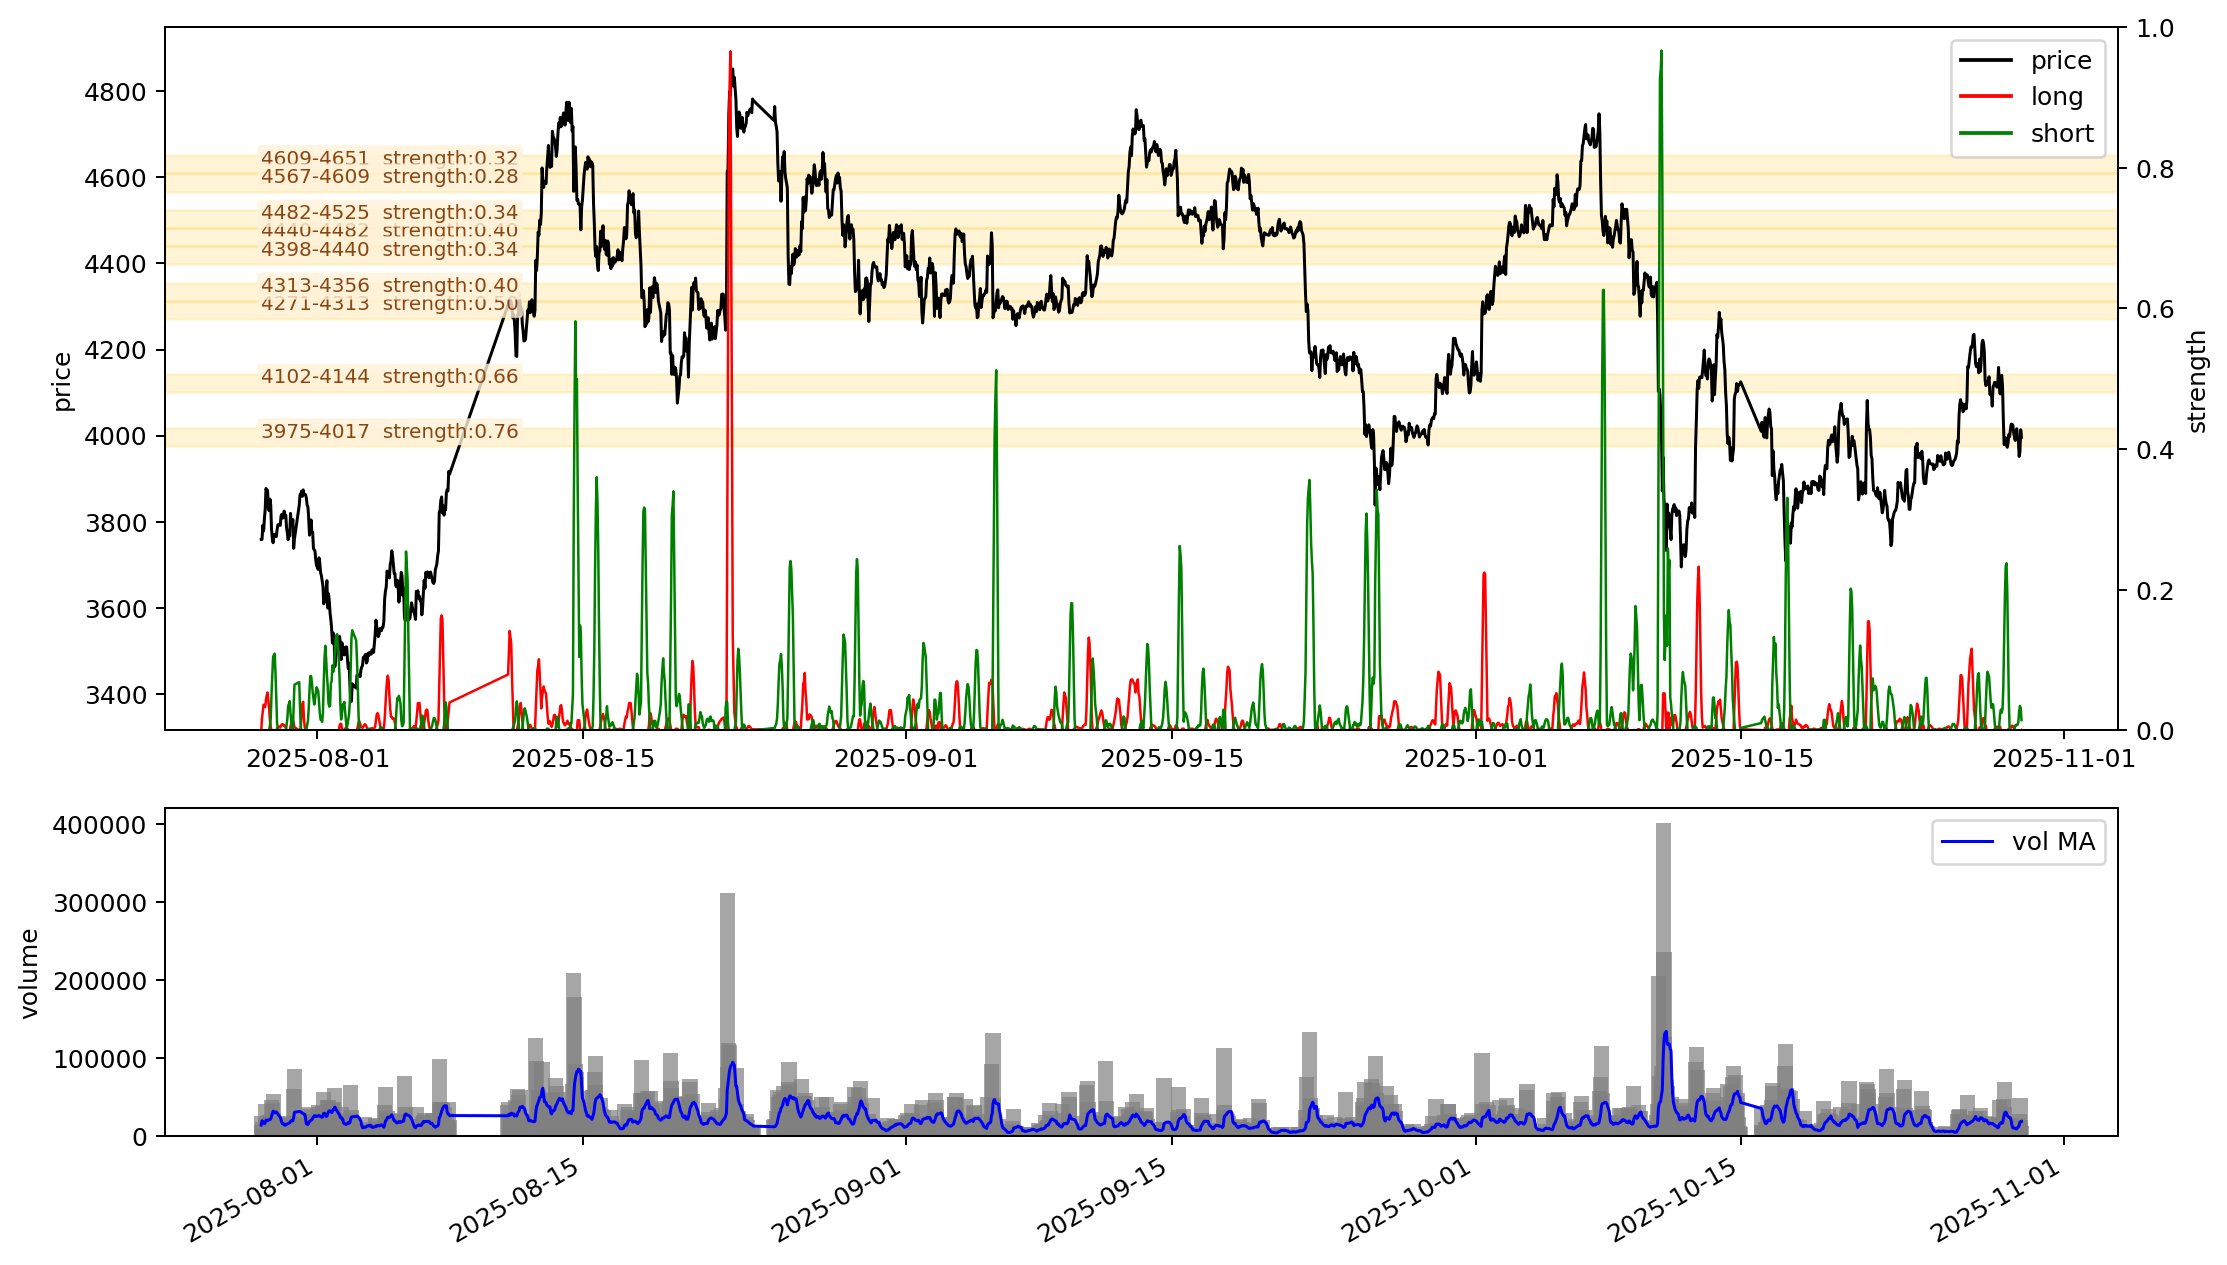 price
long
short
4800
4600
4400
4200
4000
3800
3600
3400
price
1.0
0.8
0.6
0.4
0.2
0.0
strength
4609-4651 strength:0.32
4567-4609 strength:0.28
4482-4525 strength:0.34
4440-4482 strength:0.40
4398-4440 strength:0.34
4313-4356 strength:0.40
4271-4313
4102-4144 strength:0.66
3975-4017 strength:0.76
2025-08-01
2025-08-15
2025-09-01
2025-09-15
2025-10-01
2025-10-15
2025-11-01
vol MA
400000
300000
200000
100000
0
volume
2025-08-01
2025-08-15
2025-09-01
2025-09-15
2025-10-01
2025-10-15
2025-11-01